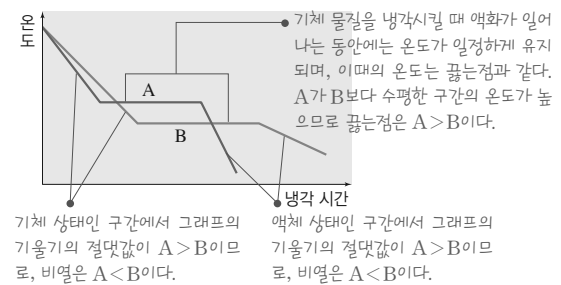 온도
기체 물질을 냉각시킬 때 액화가 일어
나는 동안에는 온도가 일정하게 유지
되며, 이때의 온도는 끓는점과 같다.
A가 B보다 수평한 구간의 온도가 높
으므로 끓는점은 A>B이다.
A
B
냉각 시간
기체 상태인 구간에서 그래프의
기울기의 절댓값이 A>B이므
로, 비열은 A<B이다.
액체 상태인 구간에서 그래프의
기울기의 절댓값이 A>B이므
로, 비열은 A<B이다.